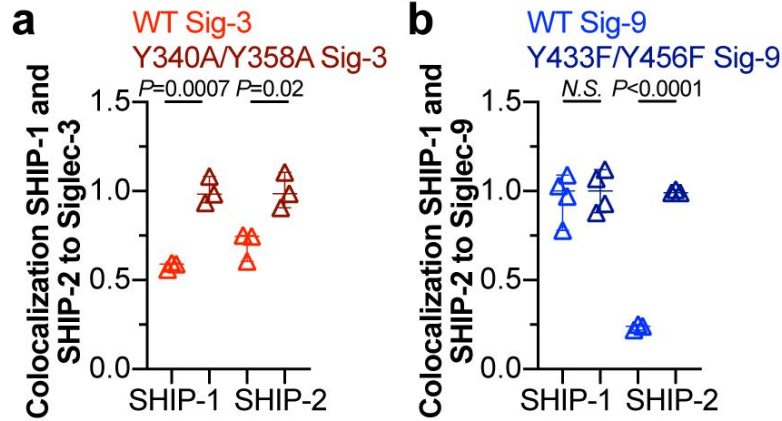 a
WT Sig-3
Y340A/Y358A Sig-3
P=0.0007 P=0.02
Colocalization SHIP-1 and
SHIP-2 to Siglec-3
1.5
1.0
0.5
0.0
SHIP-1 SHIP-2
b
WT Sig-9
Y433F/Y456F Sig-9
N.S. P<0.0001
Colocalization SHIP-1 and
SHIP-2 to Siglec-9
1.5
1.0
0.5
0.0
SHIP-1 SHIP-2